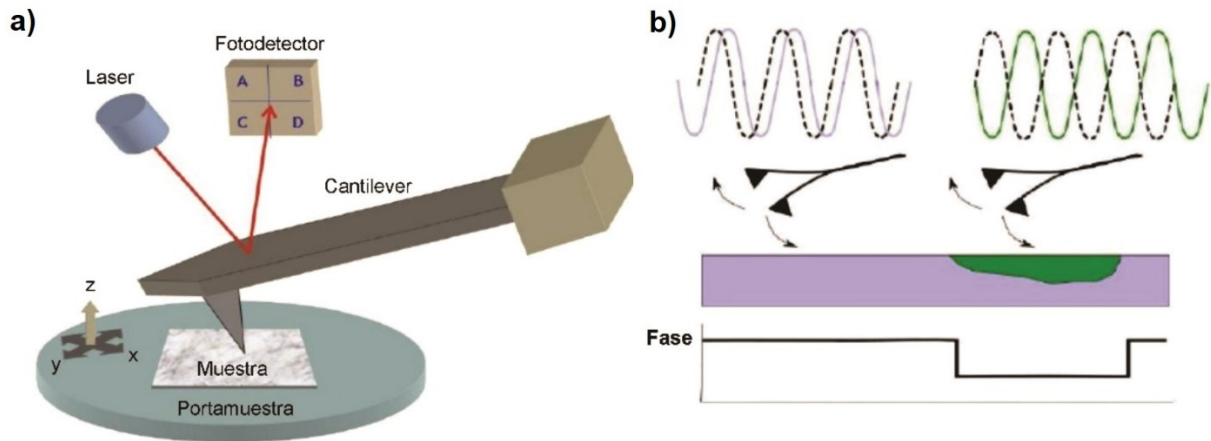 a)
Fotodetector
Laser
A B
C D
Cantilever
z
y x
Muestra
Portamuestra
b)
Fase